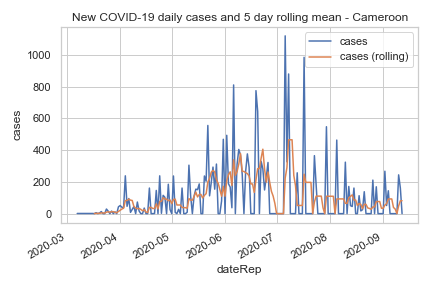 New COVID-19 daily cases and 5 day rolling mean - Cameroon
cases
cases (rolling)
1000
800
600
400
200
0
cases
2020-03
2020-04
2020-05
2020-06
2020-07
2020-08
2020-09
dateRep